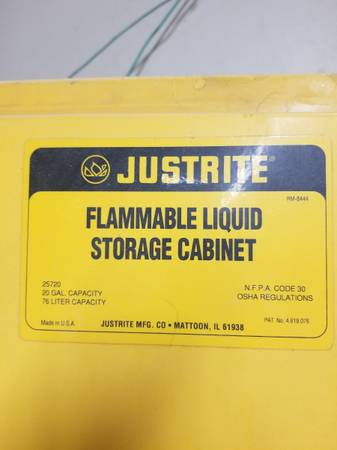 JUSTRITE®
RM-8444
FLAMMABLE LIQUID
STORAGE CABINET
25720
20 GAL. CAPACITY
76 LITER CAPACITY
N.F.P.A. CODE 30
OSHA REGULATIONS
Made in U.S.A.
JUSTRITE MFG. CO • MATTOON, IL 61938
PAT. No. 4,619,076